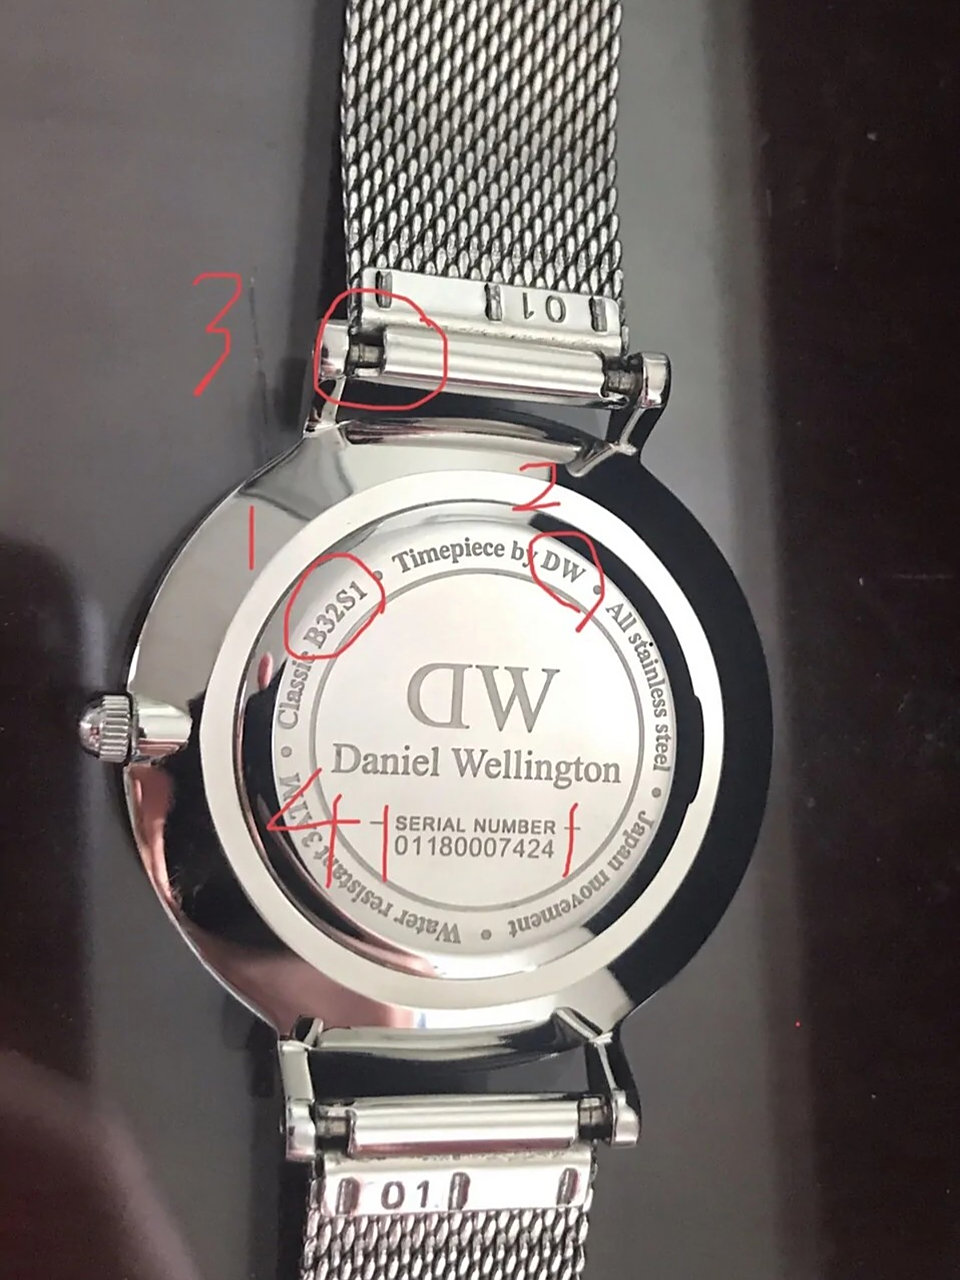 01
3
1
2
Classic B32S1 • Timepiece by DW • All stainless steel • Japan movement • Water resistant 3ATM •
DW
Daniel Wellington
4
SERIAL NUMBER
01180007424
01